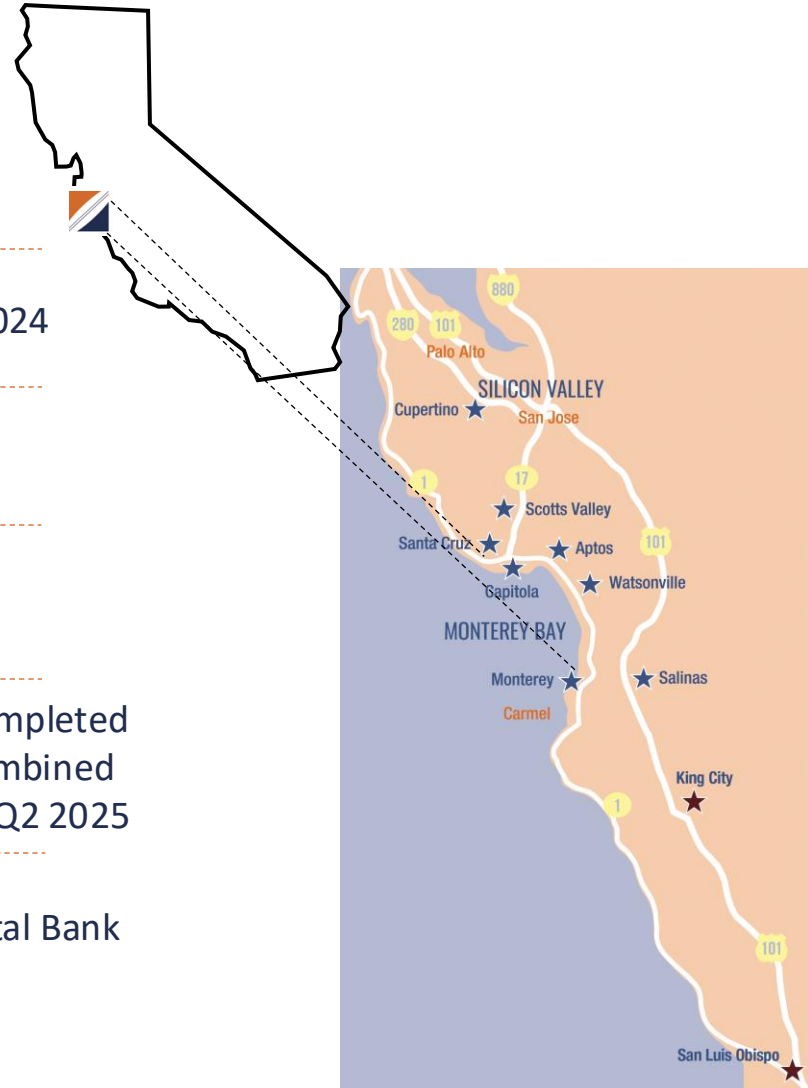 024
mpleted
mbined
Q2 2025
tal Bank
880
280
101
Palo Alto
SILICON VALLEY
Cupertino
San Jose
1
17
Scotts Valley
Santa Cruz
Aptos
101
Capitola
Watsonville
MONTEREY BAY
Monterey
Salinas
Carmel
King City
1
101
San Luis Obispo